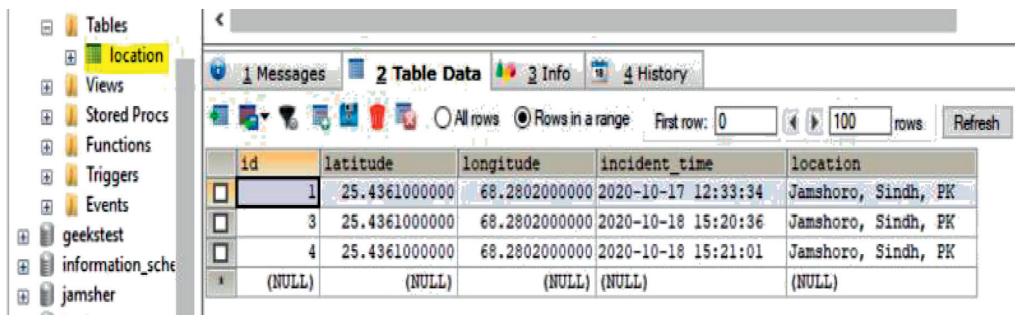 Tables
location
Views
Stored Procs
Functions
Triggers
Events
geekstest
information_sche
jamsher
1 Messages 2 Table Data 3 Info 4 History
All rows Rows in a range First row: 0 100 rows Refresh
id latitude longitude incident_time location
1 25.4361000000 68.2802000000 2020-10-17 12:33:34 Jamshoro, Sindh, PK
3 25.4361000000 68.2802000000 2020-10-18 15:20:36 Jamshoro, Sindh, PK
4 25.4361000000 68.2802000000 2020-10-18 15:21:01 Jamshoro, Sindh, PK
(NULL) (NULL) (NULL) (NULL) (NULL)